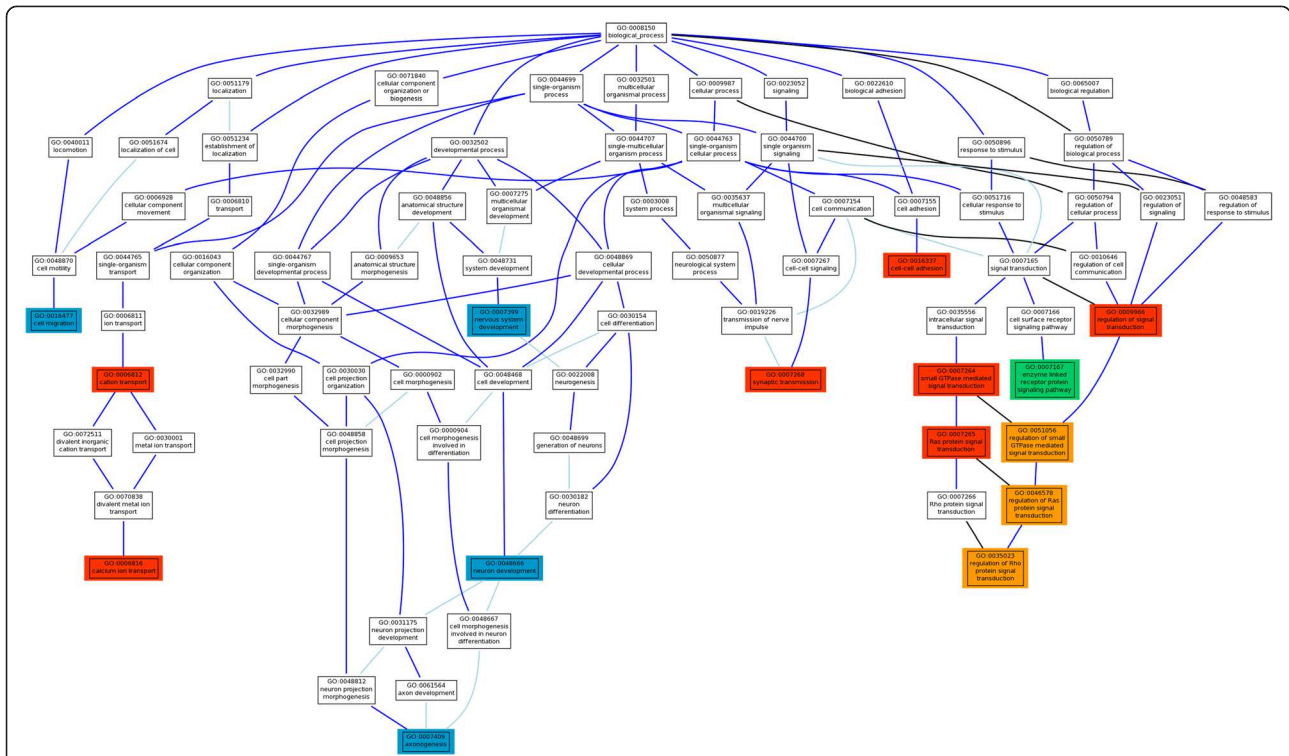 GO:0008150
biological_process
GO:0051179
localization
GO:0071840
cellular component
organization or
biogenesis
GO:0044699
single-organism
process
GO:0032501
multicellular
organismal process
GO:0009987
cellular process
GO:0023052
signaling
GO:0022610
biological adhesion
GO:0065007
biological regulation
GO:0040011
locomotion
GO:0051674
localization of cell
GO:0051234
establishment of
localization
GO:0032502
developmental process
GO:0044707
single-multicellular
organism process
GO:0044763
single-organism
cellular process
GO:0044700
single organism
signaling
GO:0050896
response to stimulus
GO:0050789
regulation of
biological process
GO:0006928
cellular component
movement
GO:0006810
transport
GO:0048856
anatomical structure
development
GO:0007275
multicellular
organismal
development
GO:0003008
system process
GO:0035637
multicellular
organismal signaling
GO:0007154
cell communication
GO:0007155
cell adhesion
GO:0051716
cellular response to
stimulus
GO:0050794
regulation of
cellular process
GO:0023051
regulation of
signaling
GO:0048583
regulation of
response to stimulus
GO:0048870
cell motility
GO:0044765
single-organism
transport
GO:0016043
cellular component
organization
GO:0044767
single-organism
developmental process
GO:0009653
anatomical structure
morphogenesis
GO:0048731
system development
GO:0048869
cellular
developmental process
GO:0050877
neurological system
process
GO:0007267
cell-cell signaling
GO:0016337
cell-cell adhesion
GO:0007165
signal transduction
GO:0010646
regulation of cell
communication
GO:0016477
cell migration
GO:0006811
ion transport
GO:0032989
cellular component
morphogenesis
GO:0007399
nervous system
development
GO:0030154
cell differentiation
GO:0019226
transmission of nerve
impulse
GO:0035556
intracellular signal
transduction
GO:0007166
cell surface receptor
signaling pathway
GO:0009966
regulation of signal
transduction
GO:0006812
cation transport
GO:0032990
cell part
morphogenesis
GO:0030030
cell projection
organization
GO:0000902
cell morphogenesis
GO:0048468
cell development
GO:0022008
neurogenesis
GO:0007268
synaptic transmission
GO:0007264
small GTPase mediated
signal transduction
GO:0007167
enzyme linked
receptor protein
signaling pathway
GO:0072511
divalent inorganic
cation transport
GO:0030001
metal ion transport
GO:0048858
cell projection
morphogenesis
GO:0000904
cell morphogenesis
involved in
differentiation
GO:0048699
generation of neurons
GO:0007265
Ras protein signal
transduction
GO:0051056
regulation of small
GTPase mediated
signal transduction
GO:0070838
divalent metal ion
transport
GO:0030182
neuron
differentiation
GO:0007266
Rho protein signal
transduction
GO:0046578
regulation of Ras
protein signal
transduction
GO:0006816
calcium ion transport
GO:0048666
neuron development
GO:0035023
regulation of Rho
protein signal
transduction
GO:0031175
neuron projection
development
GO:0048667
cell morphogenesis
involved in neuron
differentiation
GO:0048812
neuron projection
morphogenesis
GO:0061564
axon development
GO:0007409
axonogenesis